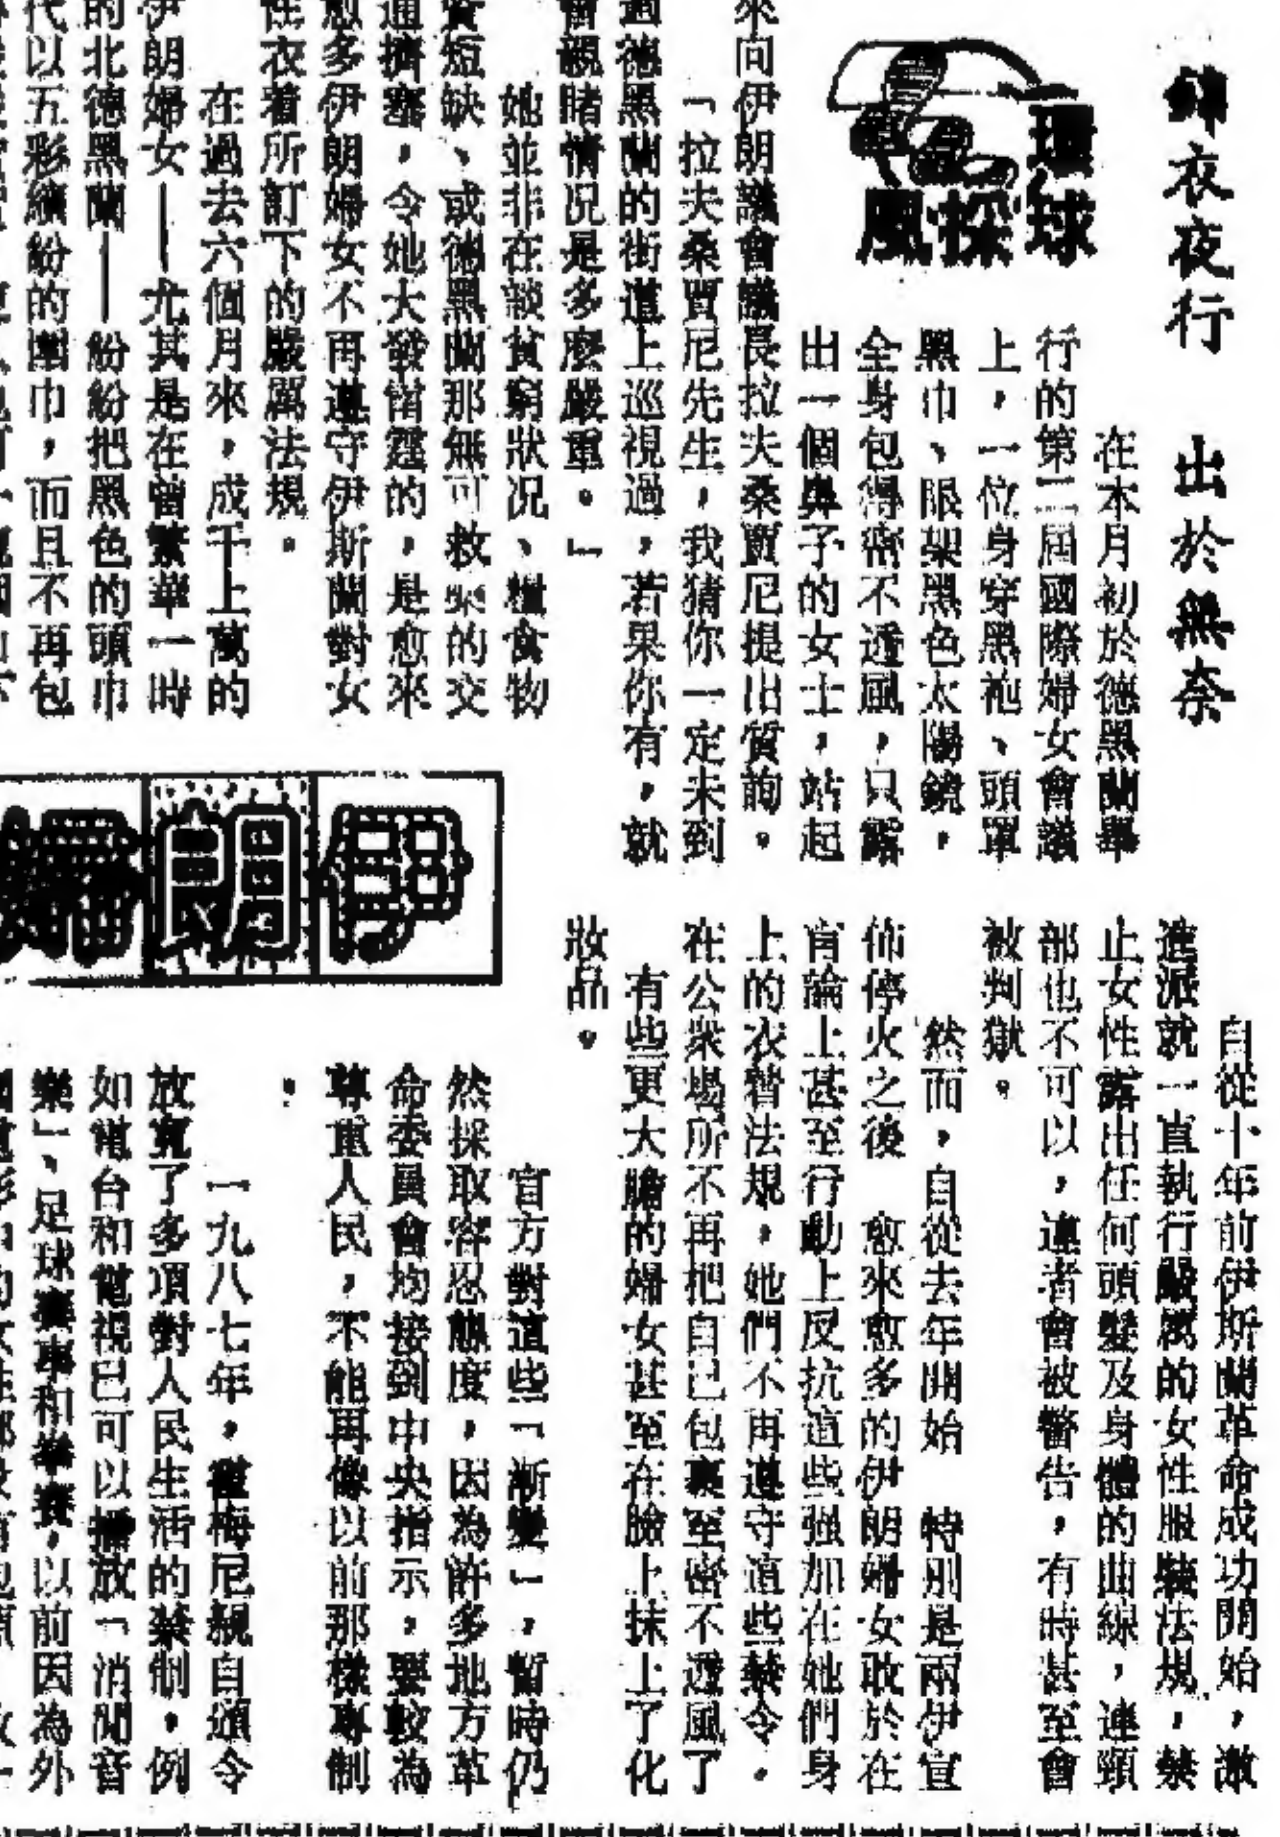 錦衣夜行　出於無奈
環球
風探
在本月初於德黑蘭舉
行的第三屆國際婦女會議
上，一位身穿黑袍、頭罩
黑巾、眼架黑色太陽鏡，
全身包得密不透風，只露
出一個鼻子的女士，站起
來向伊朗議會議長拉夫桑賈尼提出質詢。
「拉夫桑賈尼先生，我猜你一定未到
過德黑蘭的街道上巡視過，若果你有，就
會親睹情況是多麼嚴重。」
她並非在談貧窮狀況、糧食物
資短缺、或德黑蘭那無可救藥的交
通擠塞，令她大發雷霆的，是愈來
愈多伊朗婦女不再遵守伊斯蘭對女
性衣着所訂下的嚴厲法規。
在過去六個月來，成千上萬的
伊朗婦女——尤其是在曾繁華一時
的北德黑蘭——紛紛把黑色的頭巾
代以五彩繽紛的圍巾，而且不再包
伊朗婦
自從十年前伊斯蘭革命成功開始，激
進派就一直執行嚴厲的女性服裝法規，禁
止女性露出任何頭髮及身體的曲線，連頸
部也不可以，違者會被警告，有時甚至會
被判獄。
然而，自從去年開始　特別是兩伊宣
佈停火之後　愈來愈多的伊朗婦女敢於在
言論上甚至行動上反抗這些强加在她們身
上的衣着法規，她們不再遵守這些禁令。
在公衆場所不再把自己包裹至密不透風了
有些更大膽的婦女甚至在臉上抹上了化
妝品。
官方對這些「漸變」，暫時仍
然採取容忍態度，因為許多地方革
命委員會均接到中央指示，要較為
尊重人民，不能再像以前那樣專制
。
一九八七年，霍梅尼親自頒令
放寬了多項對人民生活的禁制，例
如電台和電視已可以播放「消閒音
樂」、足球賽事和拳賽，以前因為外